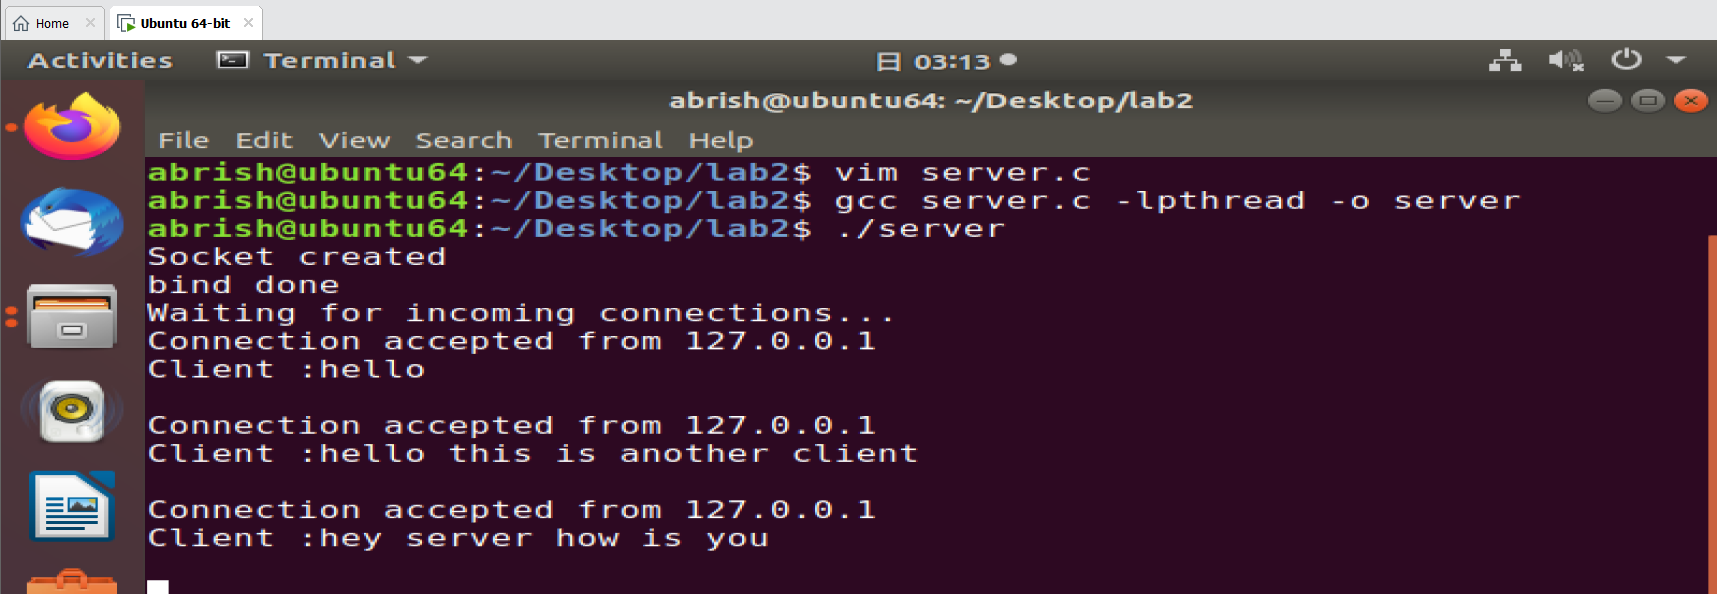 Home
Ubuntu 64-bit
Activities
Terminal
日 03:13
abrish@ubuntu64: ~/Desktop/lab2
File Edit View Search Terminal Help
abrish@ubuntu64:~/Desktop/lab2$ vim server.c
abrish@ubuntu64:~/Desktop/lab2$ gcc server.c -lpthread -o server
abrish@ubuntu64:~/Desktop/lab2$ ./server
Socket created
bind done
Waiting for incoming connections...
Connection accepted from 127.0.0.1
Client :hello
Connection accepted from 127.0.0.1
Client :hello this is another client
Connection accepted from 127.0.0.1
Client :hey server how is you